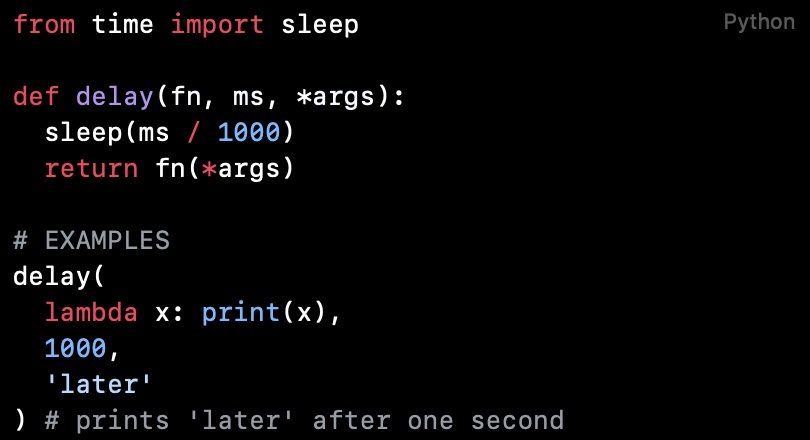 from time import sleep
Python
def delay(fn, ms, *args):
  sleep(ms / 1000)
  return fn(*args)
# EXAMPLES
delay(
  lambda x: print(x),
  1000,
  'later'
) # prints 'later' after one second